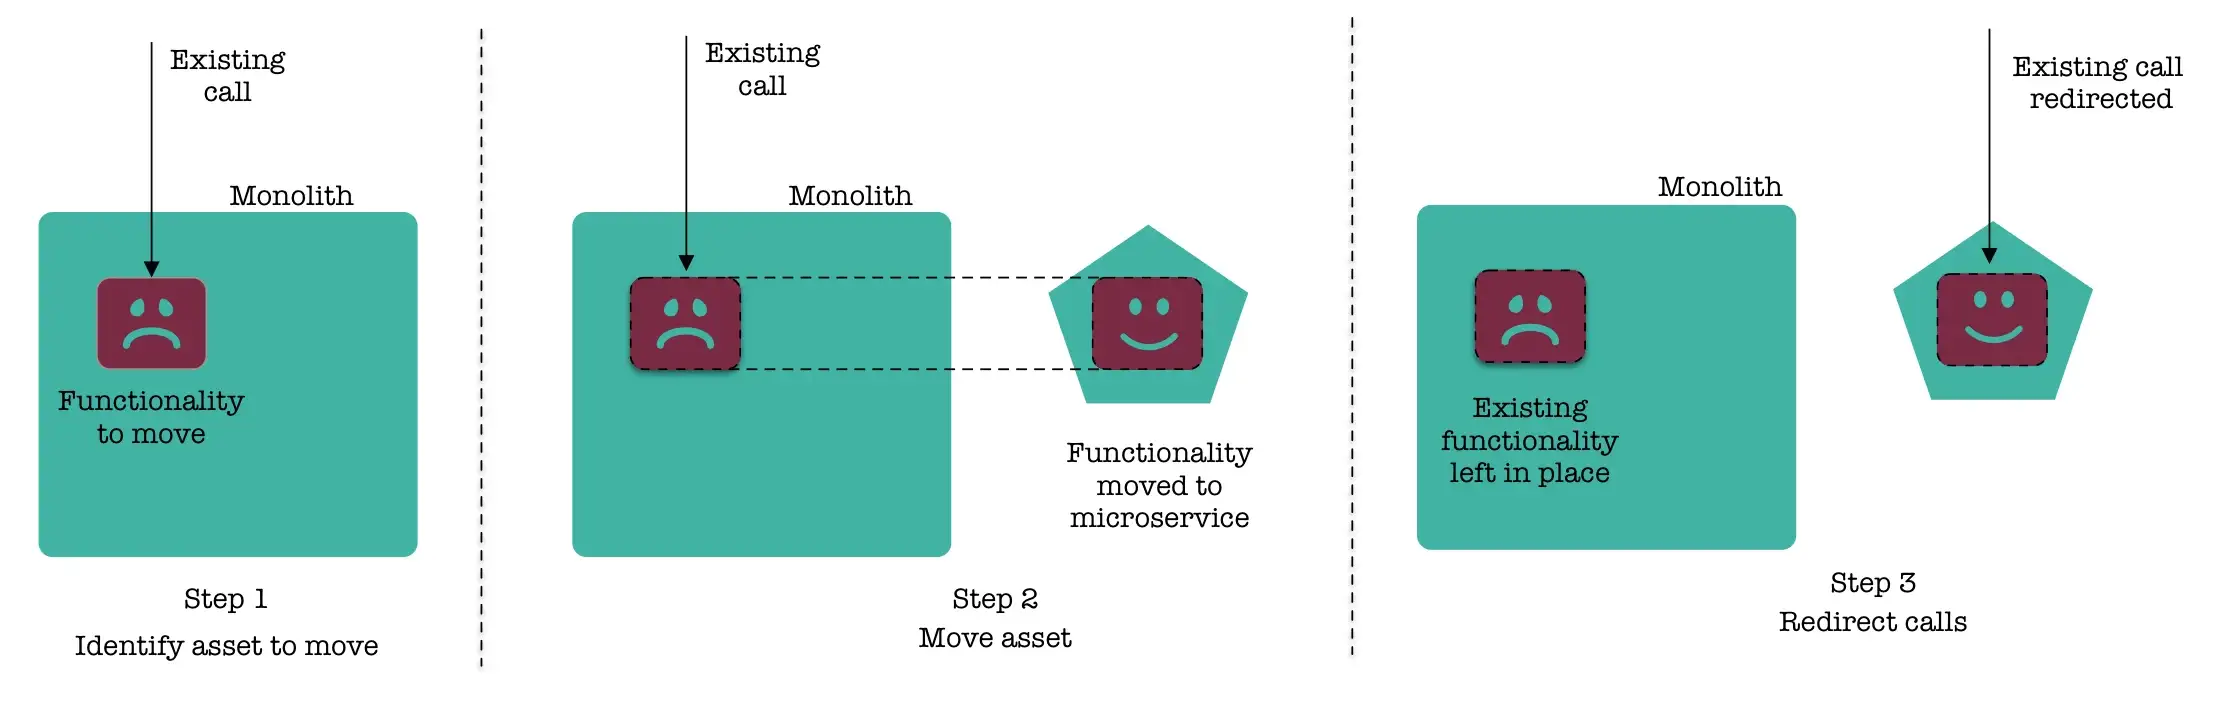 Existing
call
Monolith
Functionality
to move
Step 1
Identify asset to move
Existing
call
Monolith
Functionality
moved to
microservice
Step 2
Move asset
Existing call
redirected
Monolith
Existing
functionality
left in place
Step 3
Redirect calls